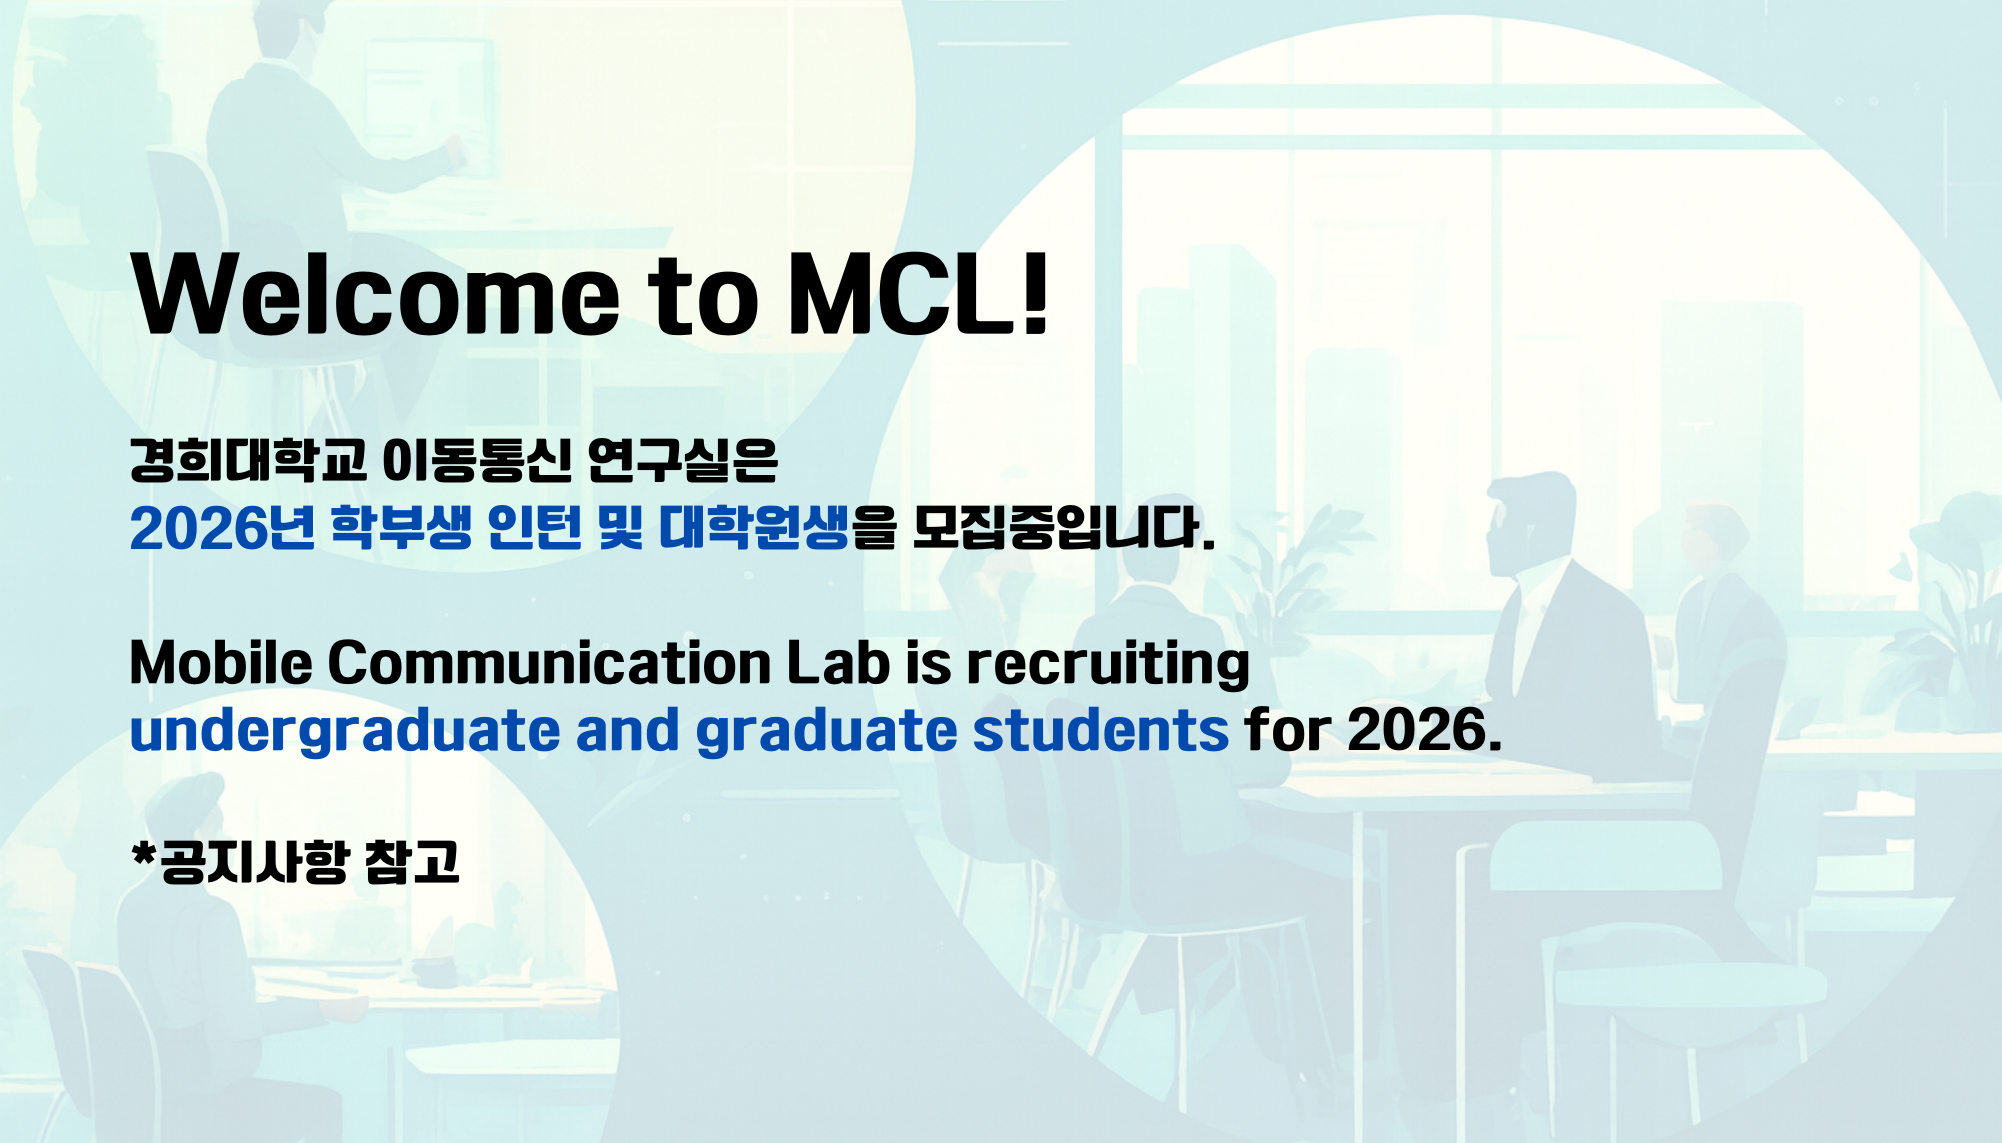 Welcome to MCL!
경희대학교 이동통신 연구실은
2026년 학부생 인턴 및 대학원생을 모집중입니다.
Mobile Communication Lab is recruiting
undergraduate and graduate students for 2026.
*공지사항 참고